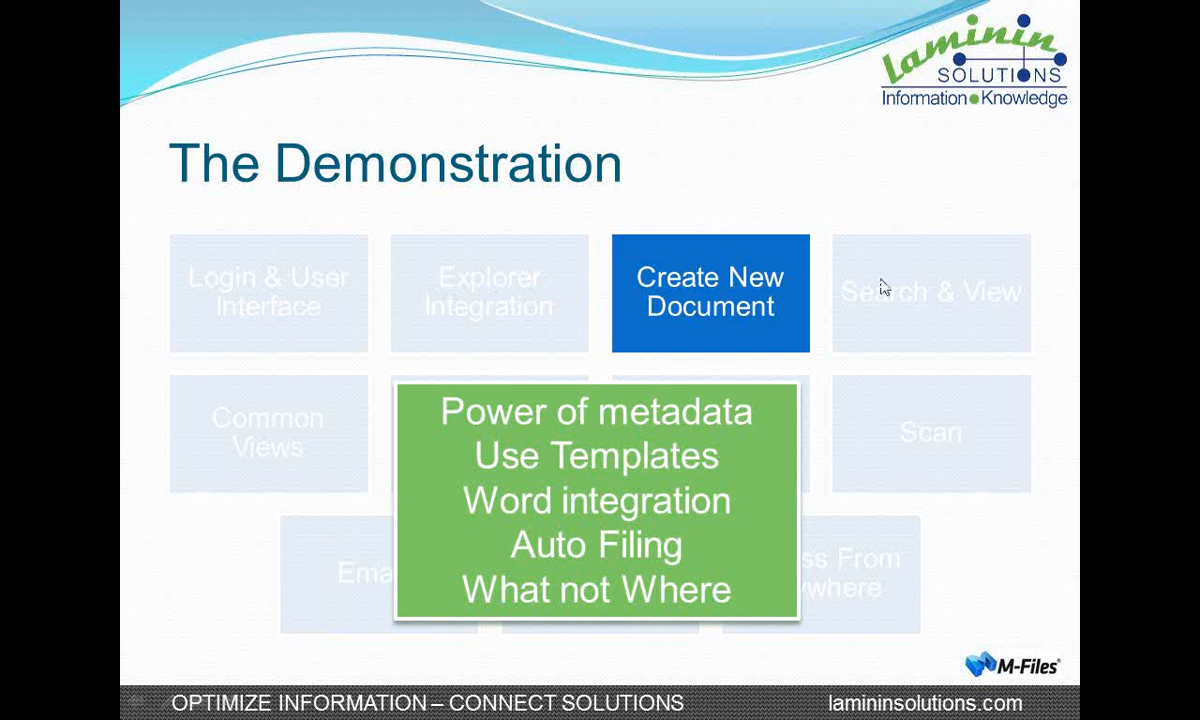 Laminin
SOLUTIONS
Information Knowledge
The Demonstration
Login & User
Interface
Explorer
Integration
Create New
Document
Search & View
Common
Views
Scan
Power of metadata
Use Templates
Word integration
Auto Filing
What not Where
From
M-Files
OPTIMIZE INFORMATION – CONNECT SOLUTIONS
lamininsolutions.com